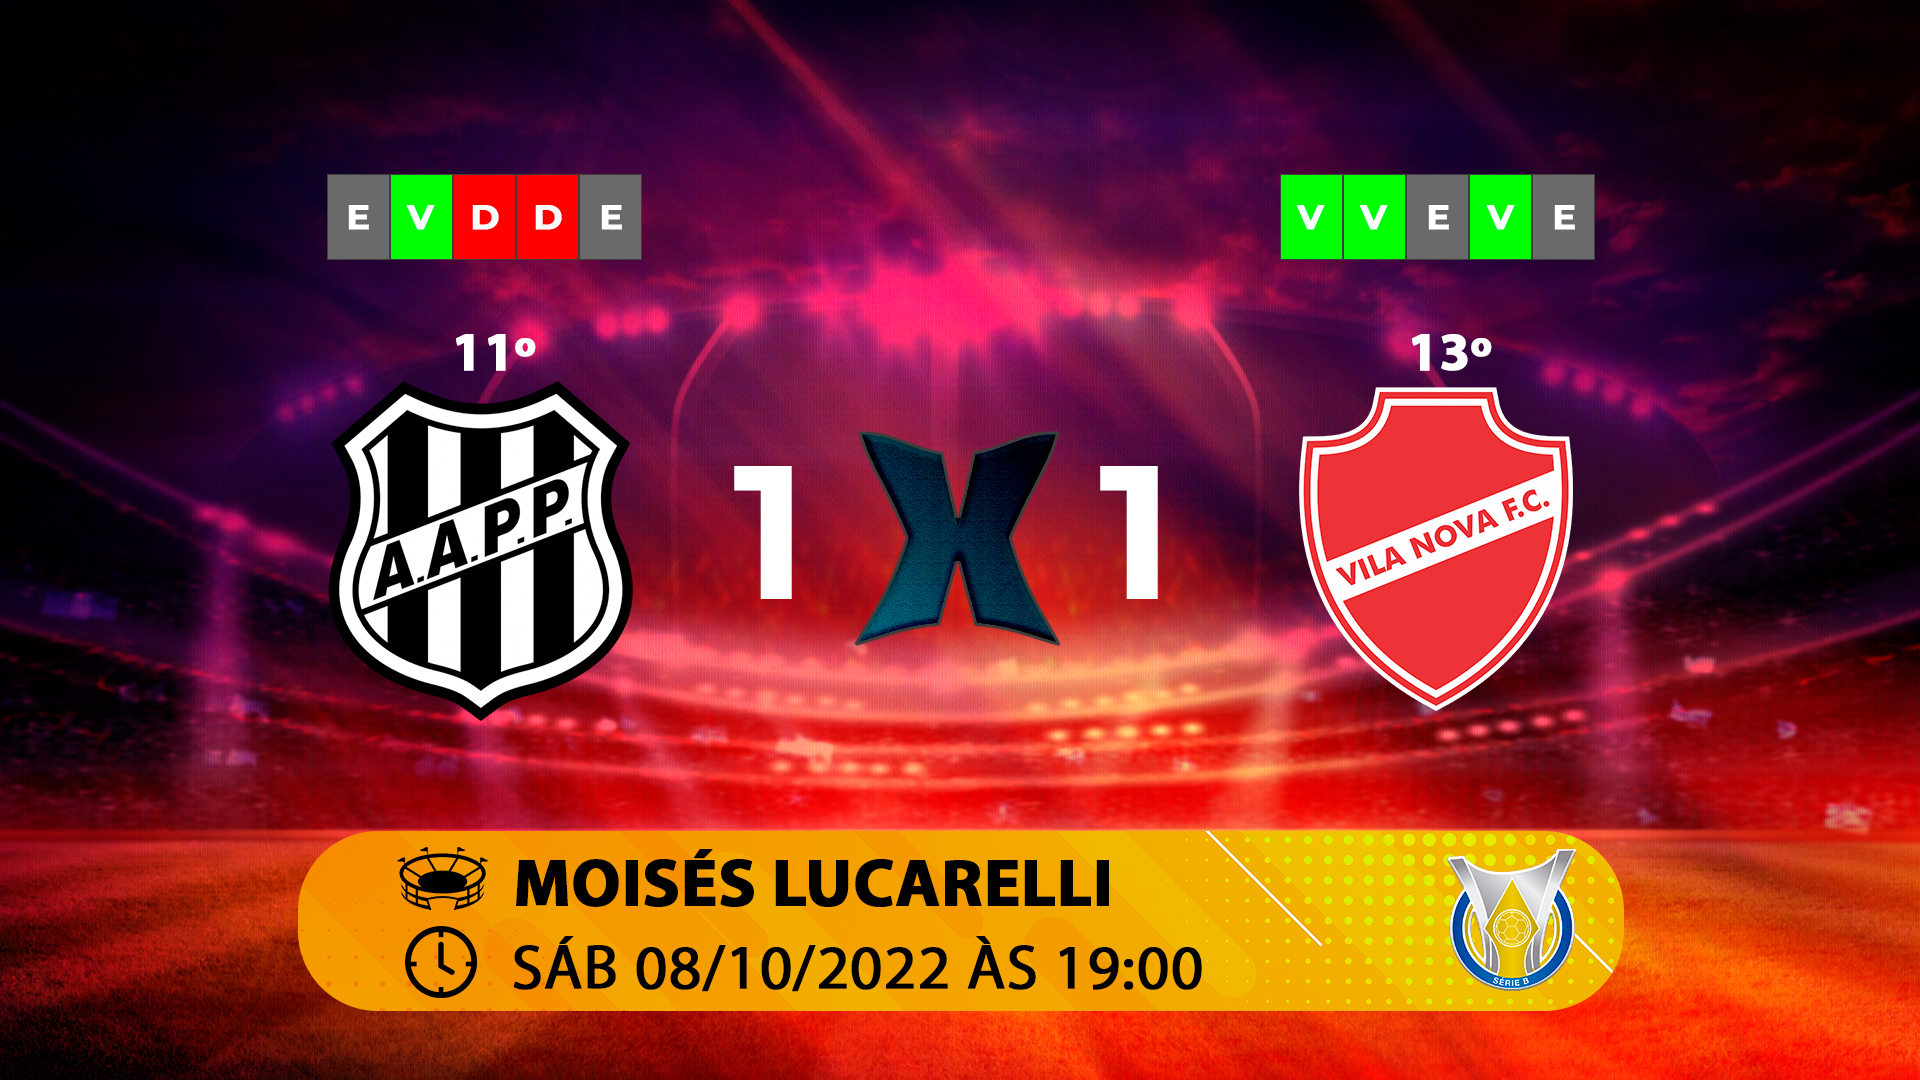 E V D D E
V V E V E
11º
13º
A.A.P.P.
1 X 1
VILA NOVA F.C.
MOISÉS LUCARELLI
SÁB 08/10/2022 ÀS 19:00
SÉRIE B